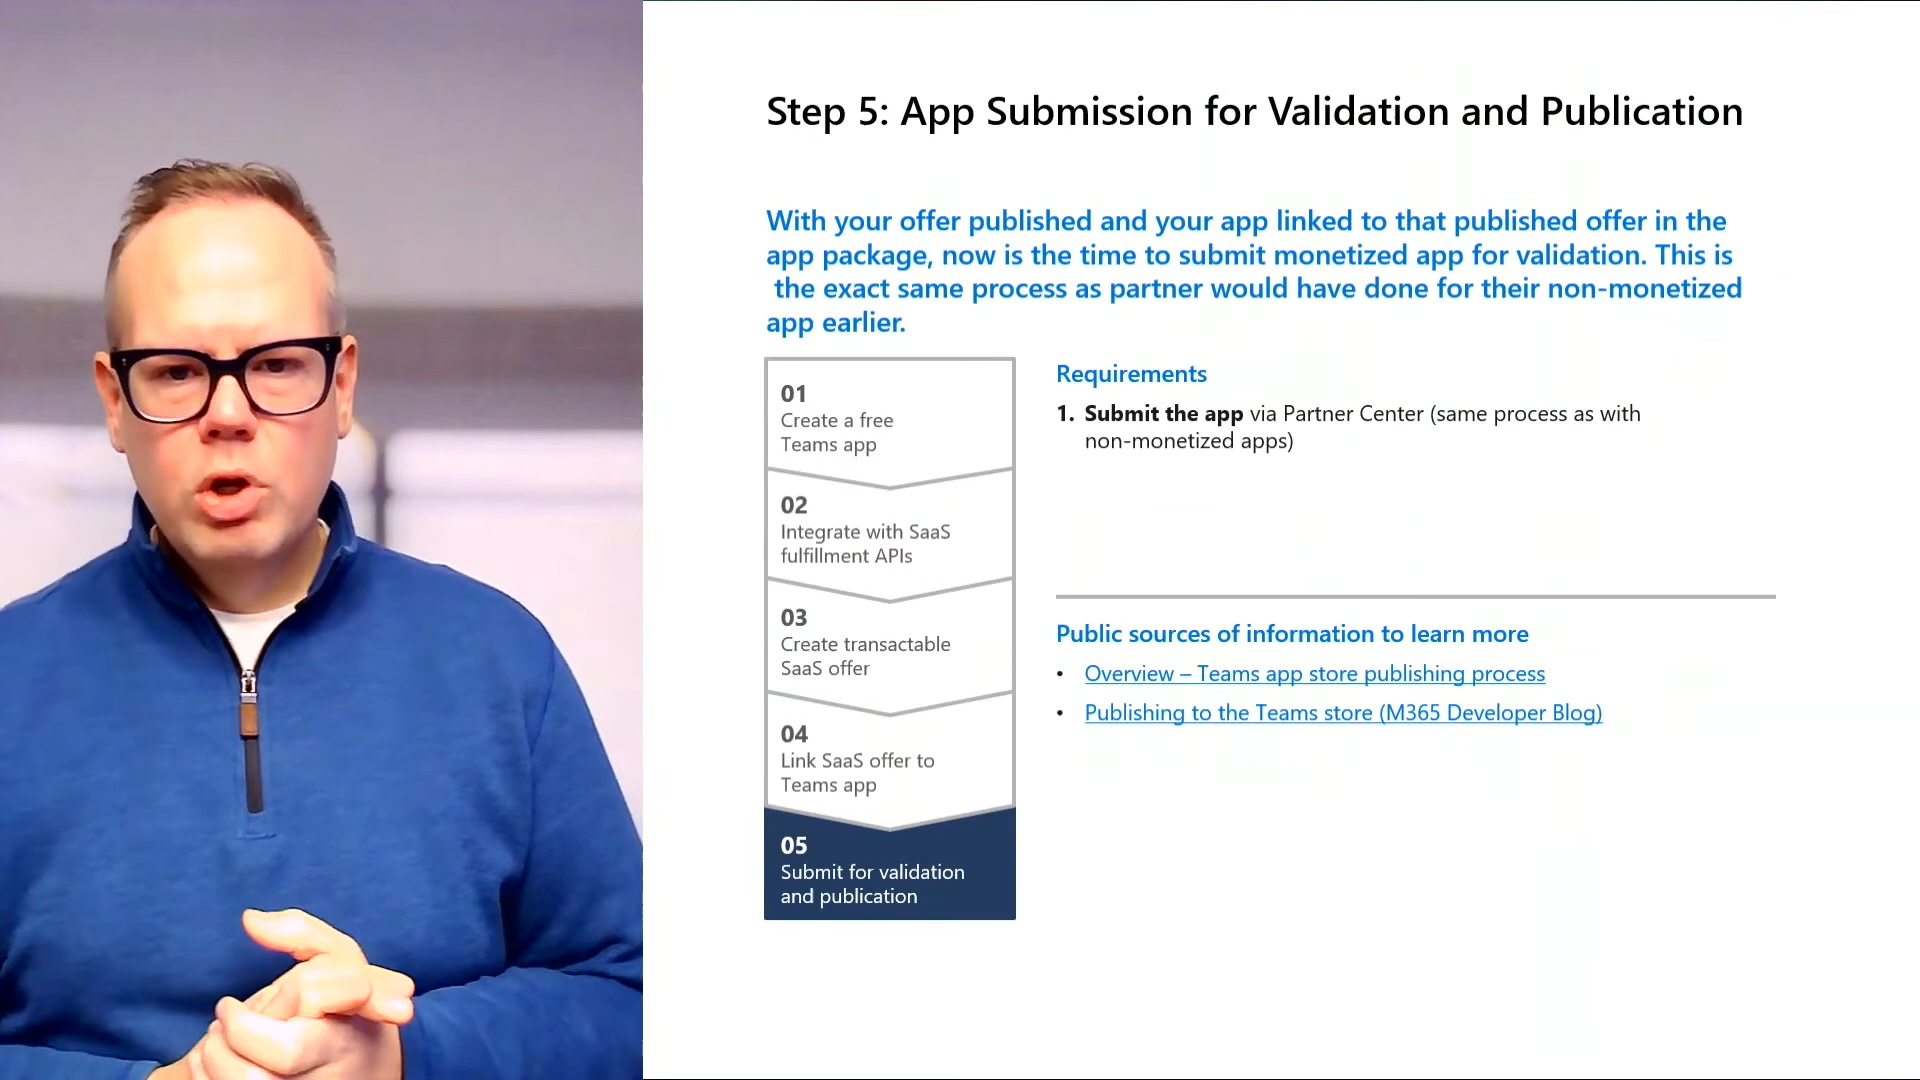 Step 5: App Submission for Validation and Publication
With your offer published and your app linked to that published offer in the
app package, now is the time to submit monetized app for validation. This is
the exact same process as partner would have done for their non-monetized
app earlier.
01
Create a free
Teams app
02
Integrate with SaaS
fulfillment APIs
03
Create transactable
SaaS offer
04
Link SaaS offer to
Teams app
05
Submit for validation
and publication
Requirements
1. Submit the app via Partner Center (same process as with
non-monetized apps)
Public sources of information to learn more
• Overview – Teams app store publishing process
• Publishing to the Teams store (M365 Developer Blog)